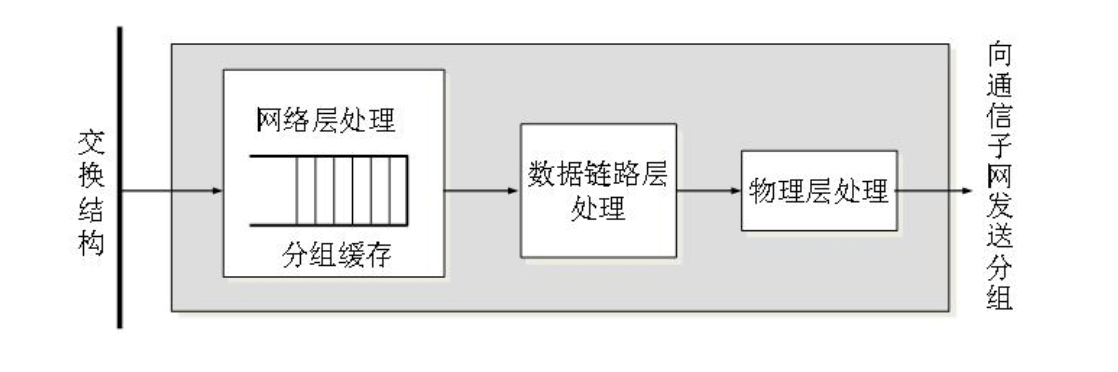 交换结构
网络层处理
分组缓存
数据链路层
处理
物理层处理
向通信子网发送分组